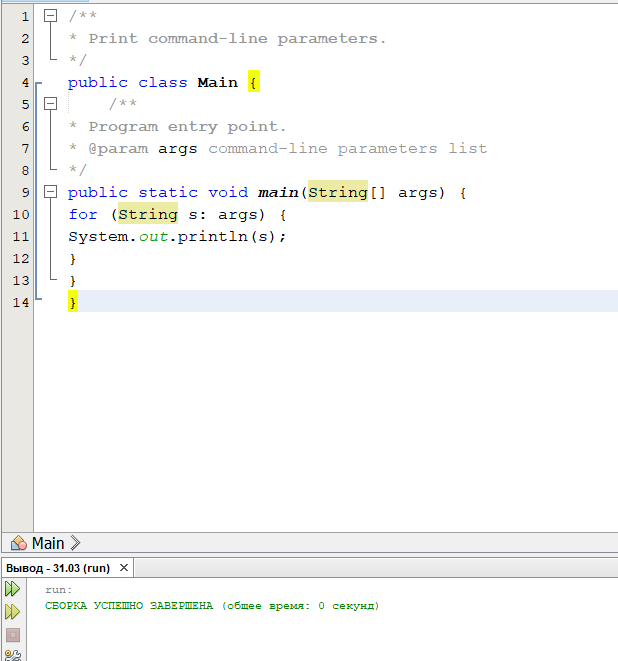 1 /**
2 * Print command-line parameters.
3 */
4 public class Main {
5 /**
6 * Program entry point.
7 * @param args command-line parameters list
8 */
9 public static void main(String[] args) {
10 for (String s: args) {
11 System.out.println(s);
12 }
13 }
14 }
Main
Вывод - 31.03 (run) ×
run:
СБОРКА УСПЕШНО ЗАВЕРШЕНА (общее время: 0 секунд)